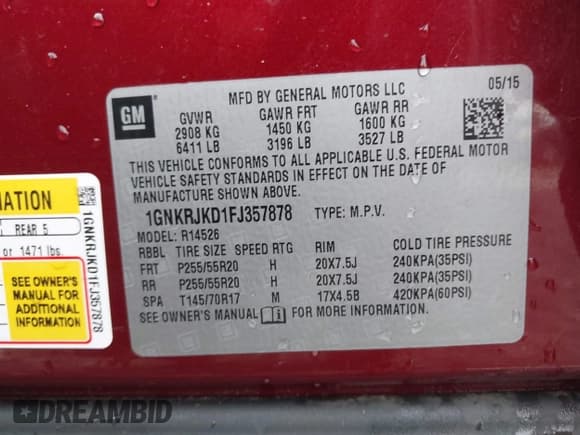 GM
MFD BY GENERAL MOTORS LLC
05/15
GVWR GAWR FRT GAWR RR
2908 KG 1450 KG 1600 KG
6411 LB 3196 LB 3527 LB
THIS VEHICLE CONFORMS TO ALL APPLICABLE U.S. FEDERAL MOTOR
VEHICLE SAFETY STANDARDS IN EFFECT ON THE DATE OF
MANUFACTURE SHOWN ABOVE.
1GNKRJKD1FJ357878 TYPE: M.P.V.
MODEL: R14526
RBBL TIRE SIZE SPEED RTG RIM COLD TIRE PRESSURE
FRT P255/55R20 H 20X7.5J 240KPA(35PSI)
RR P255/55R20 H 20X7.5J 240KPA(35PSI)
SPA T145/70R17 M 17X4.5B 420KPA(60PSI)
SEE OWNER'S MANUAL FOR MORE INFORMATION.
MATION
REAR 5
or 1471 lbs.
SEE OWNER'S
MANUAL FOR
ADDITIONAL
INFORMATION
1GNKRJKD1FJ357878
DREAMBID